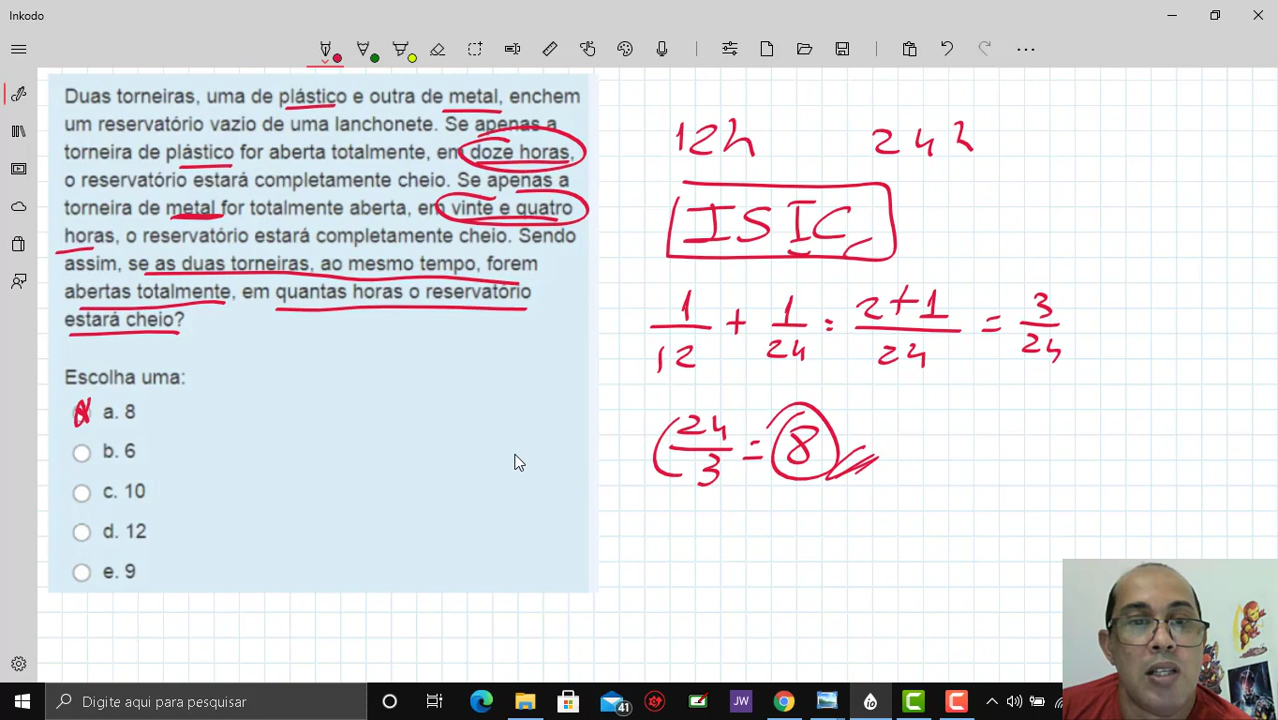 Inkodo
Duas torneiras, uma de plástico e outra de metal, enchem
um reservatório vazio de uma lanchonete. Se apenas a
torneira de plástico for aberta totalmente, em doze horas,
o reservatório estará completamente cheio. Se apenas a
torneira de metal for totalmente aberta, em vinte e quatro
horas, o reservatório estará completamente cheio. Sendo
assim, se as duas torneiras, ao mesmo tempo, forem
abertas totalmente, em quantas horas o reservatório
estará cheio?
Escolha uma:
a. 8
b. 6
c. 10
d. 12
e. 9
12h 24h
ISIC
1/12 + 1/24 : 2+1/24 = 3/24
24/3 = 8
Digite aqui para pesquisar
41
JW
io